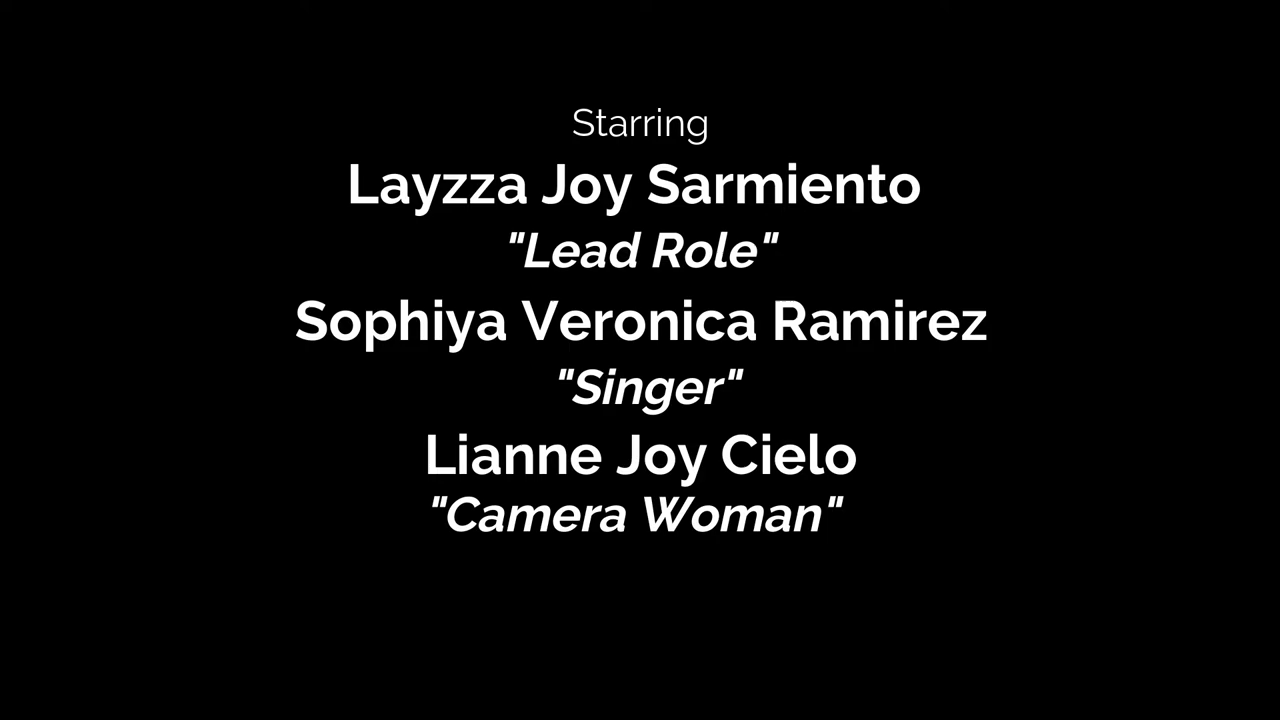 Starring
Layzza Joy Sarmiento
"Lead Role"
Sophiya Veronica Ramirez
"Singer"
Lianne Joy Cielo
"Camera Woman"